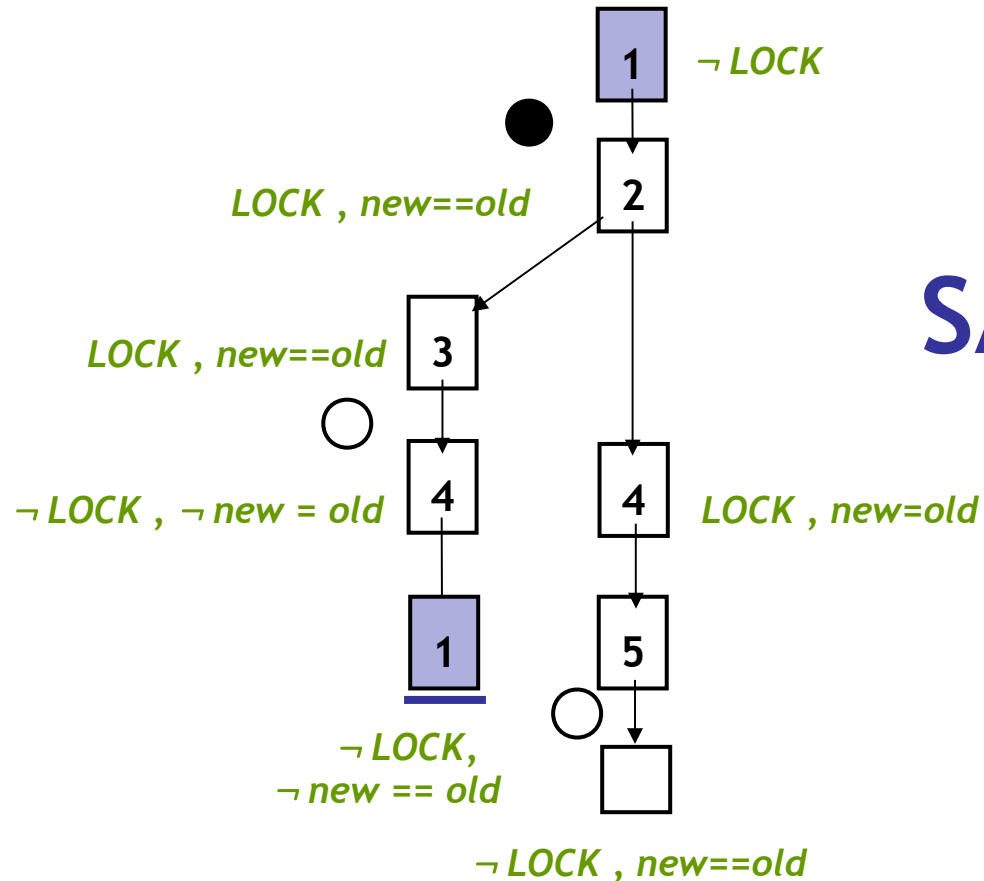 1 ¬ LOCK
LOCK , new==old 2
SA
LOCK , new==old 3
¬ LOCK , ¬ new = old 4 4 LOCK , new=old
1 5
¬ LOCK,
¬ new == old
¬ LOCK , new==old